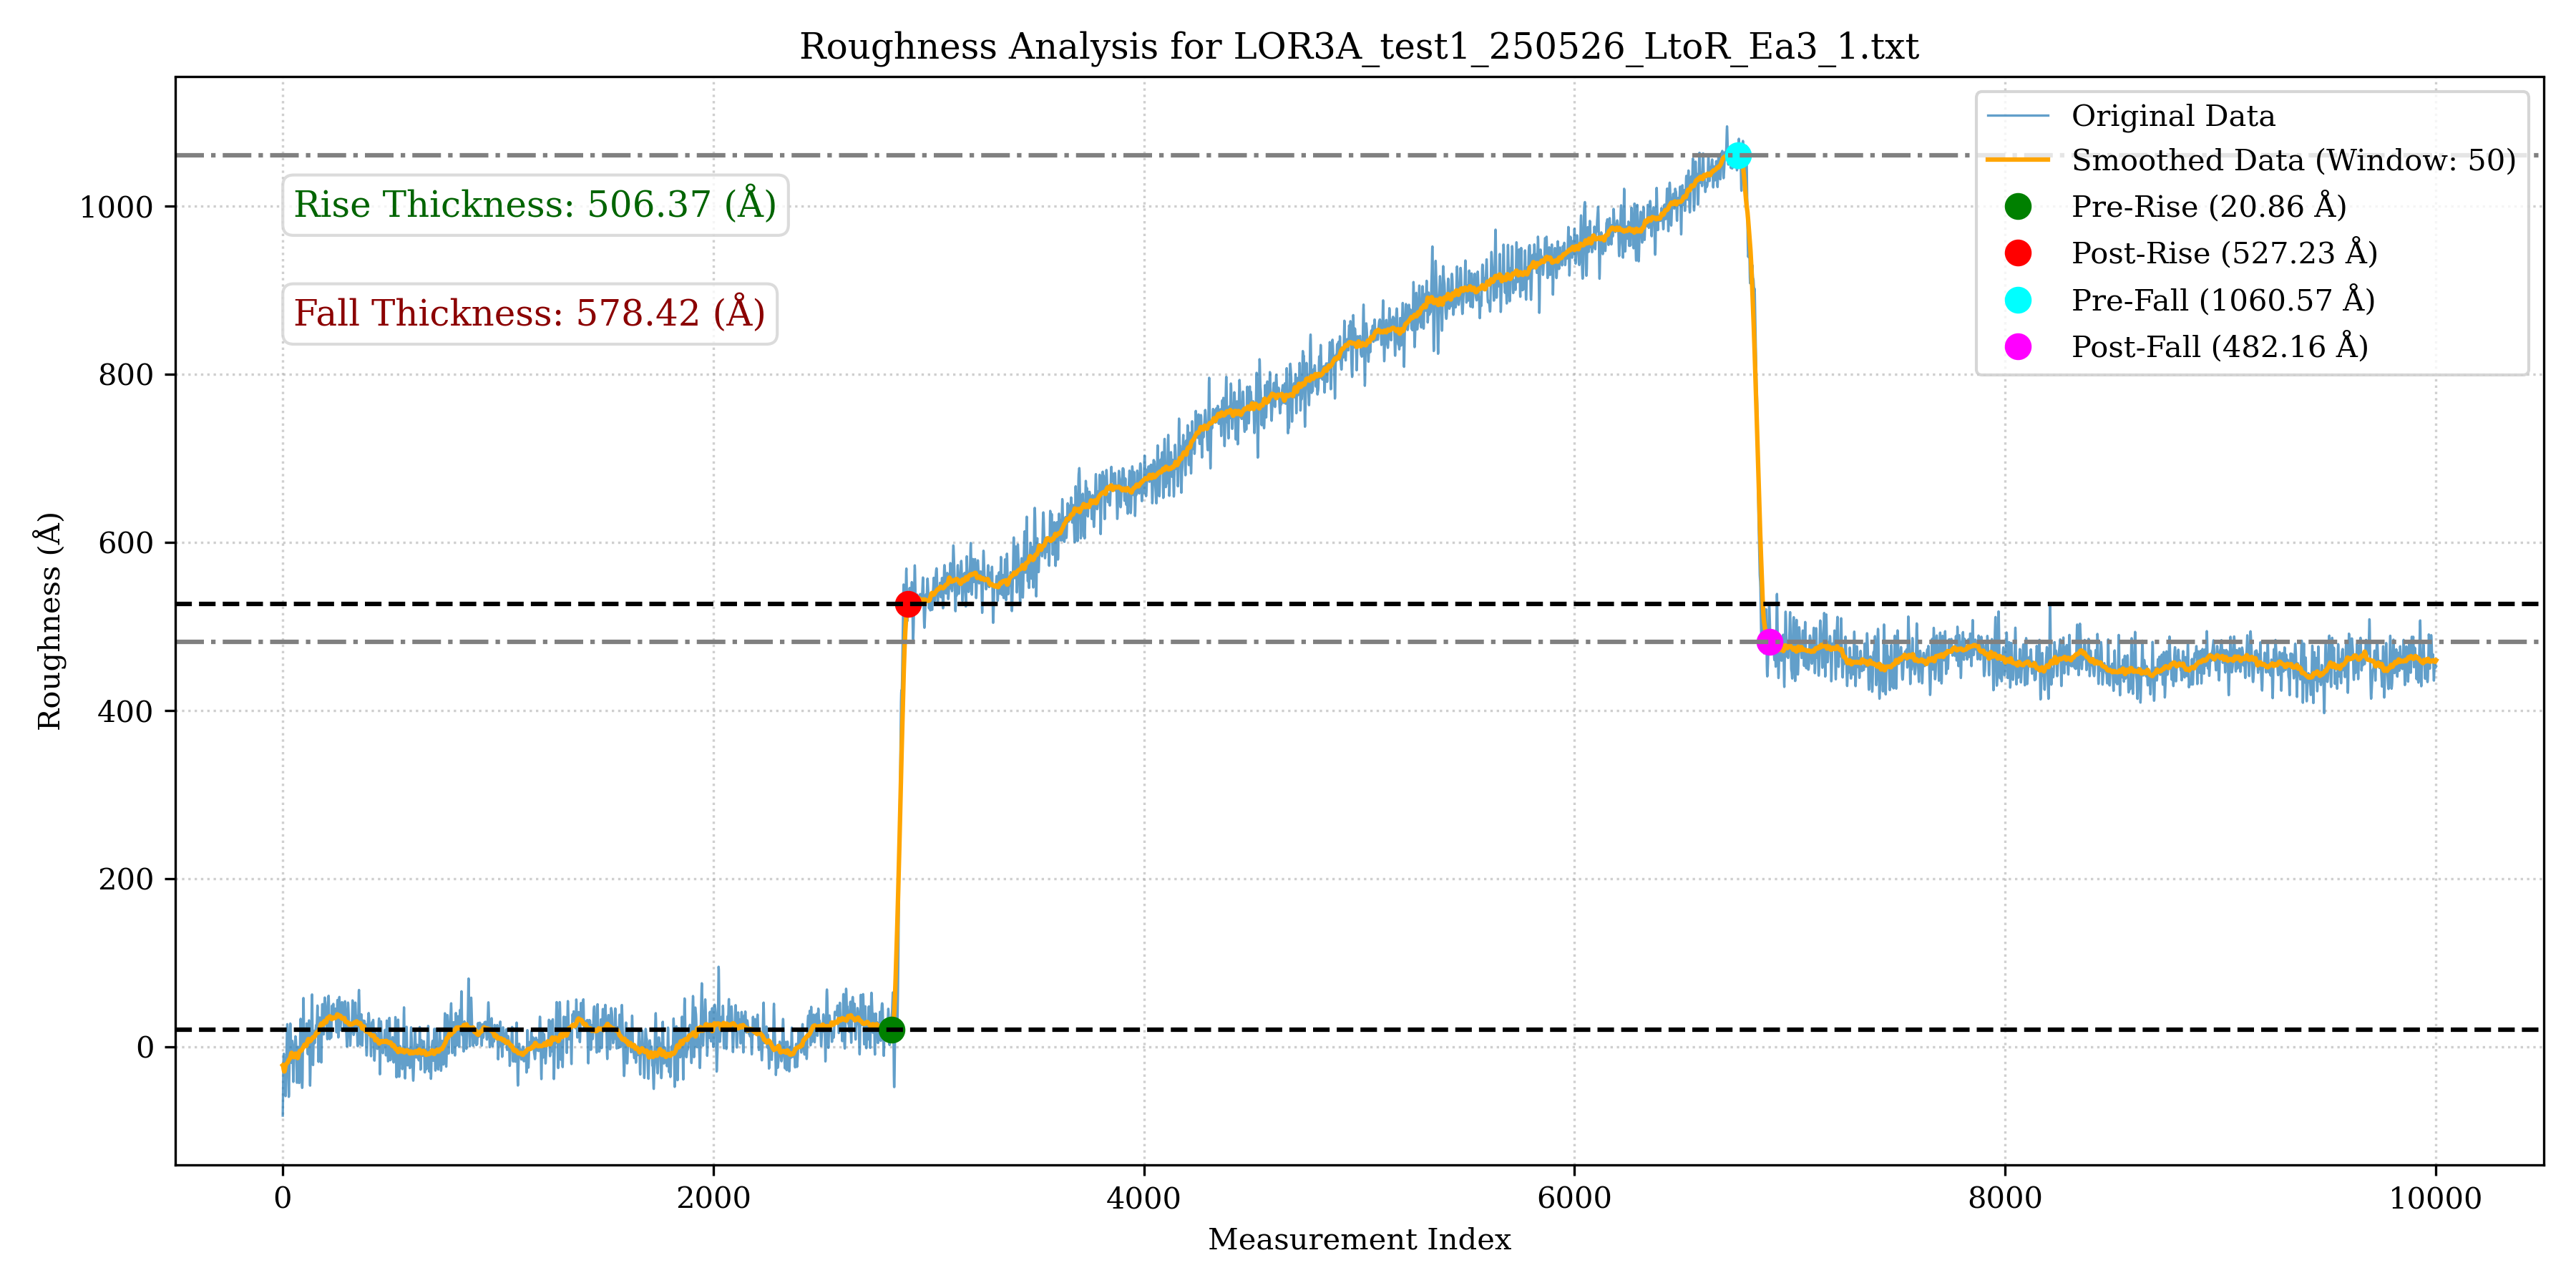 Roughness Analysis for LOR3A_test1_250526_LtoR_Ea3_1.txt
Original Data
Smoothed Data (Window: 50)
Pre-Rise (20.86 Å)
Post-Rise (527.23 Å)
Pre-Fall (1060.57 Å)
Post-Fall (482.16 Å)
Rise Thickness: 506.37 (Å)
Fall Thickness: 578.42 (Å)
Roughness (Å)
1000
800
600
400
200
0
0
2000
4000
6000
8000
10000
Measurement Index